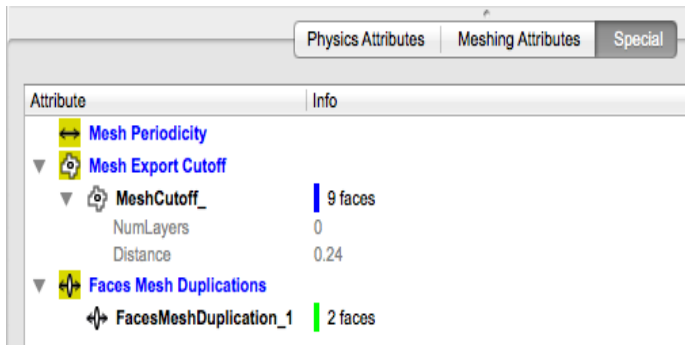 Physics Attributes Meshing Attributes Special
Attribute Info
Mesh Periodicity
Mesh Export Cutoff
MeshCutoff_ 9 faces
NumLayers 0
Distance 0.24
Faces Mesh Duplications
FacesMeshDuplication_1 2 faces